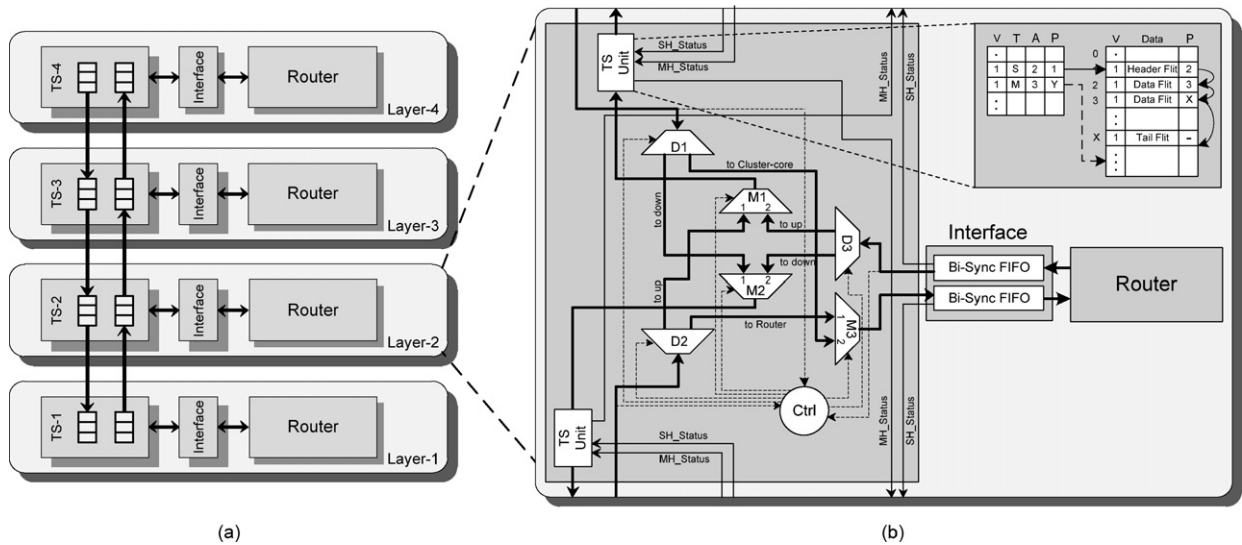 TS-4
Interface
Router
Layer-4
TS-3
Interface
Router
Layer-3
TS-2
Interface
Router
Layer-2
TS-1
Interface
Router
Layer-1
(a)
TS
Unit
SH_Status
MH_Status
MH_Status
SH_Status
D1
to Cluster-core
to down
M1
1 2
to up
D3
to up
to down
1 2
M2
D2
to Router
1
2
M3
Ctrl
TS
Unit
SH_Status
MH_Status
MH_Status
SH_Status
V T A P
1 S 2 1
1 M 3 Y
V Data P
0
1 1 Header Flit 2
2 1 Data Flit 3
3 1 Data Flit X
X 1 Tail Flit -
Interface
Bi-Sync FIFO
Bi-Sync FIFO
Router
(b)